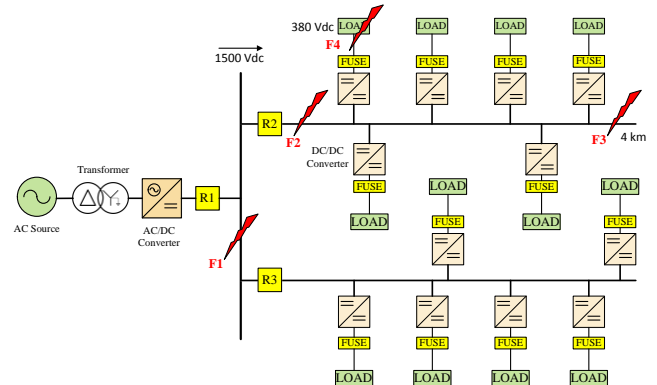 380 Vdc
LOAD
LOAD
LOAD
LOAD
F4
1500 Vdc
FUSE
FUSE
FUSE
FUSE
R2
F2
F3
4 km
DC/DC
Converter
Transformer
FUSE
FUSE
LOAD
LOAD
R1
LOAD
LOAD
AC Source
AC/DC
Converter
FUSE
FUSE
F1
R3
FUSE
FUSE
FUSE
FUSE
LOAD
LOAD
LOAD
LOAD